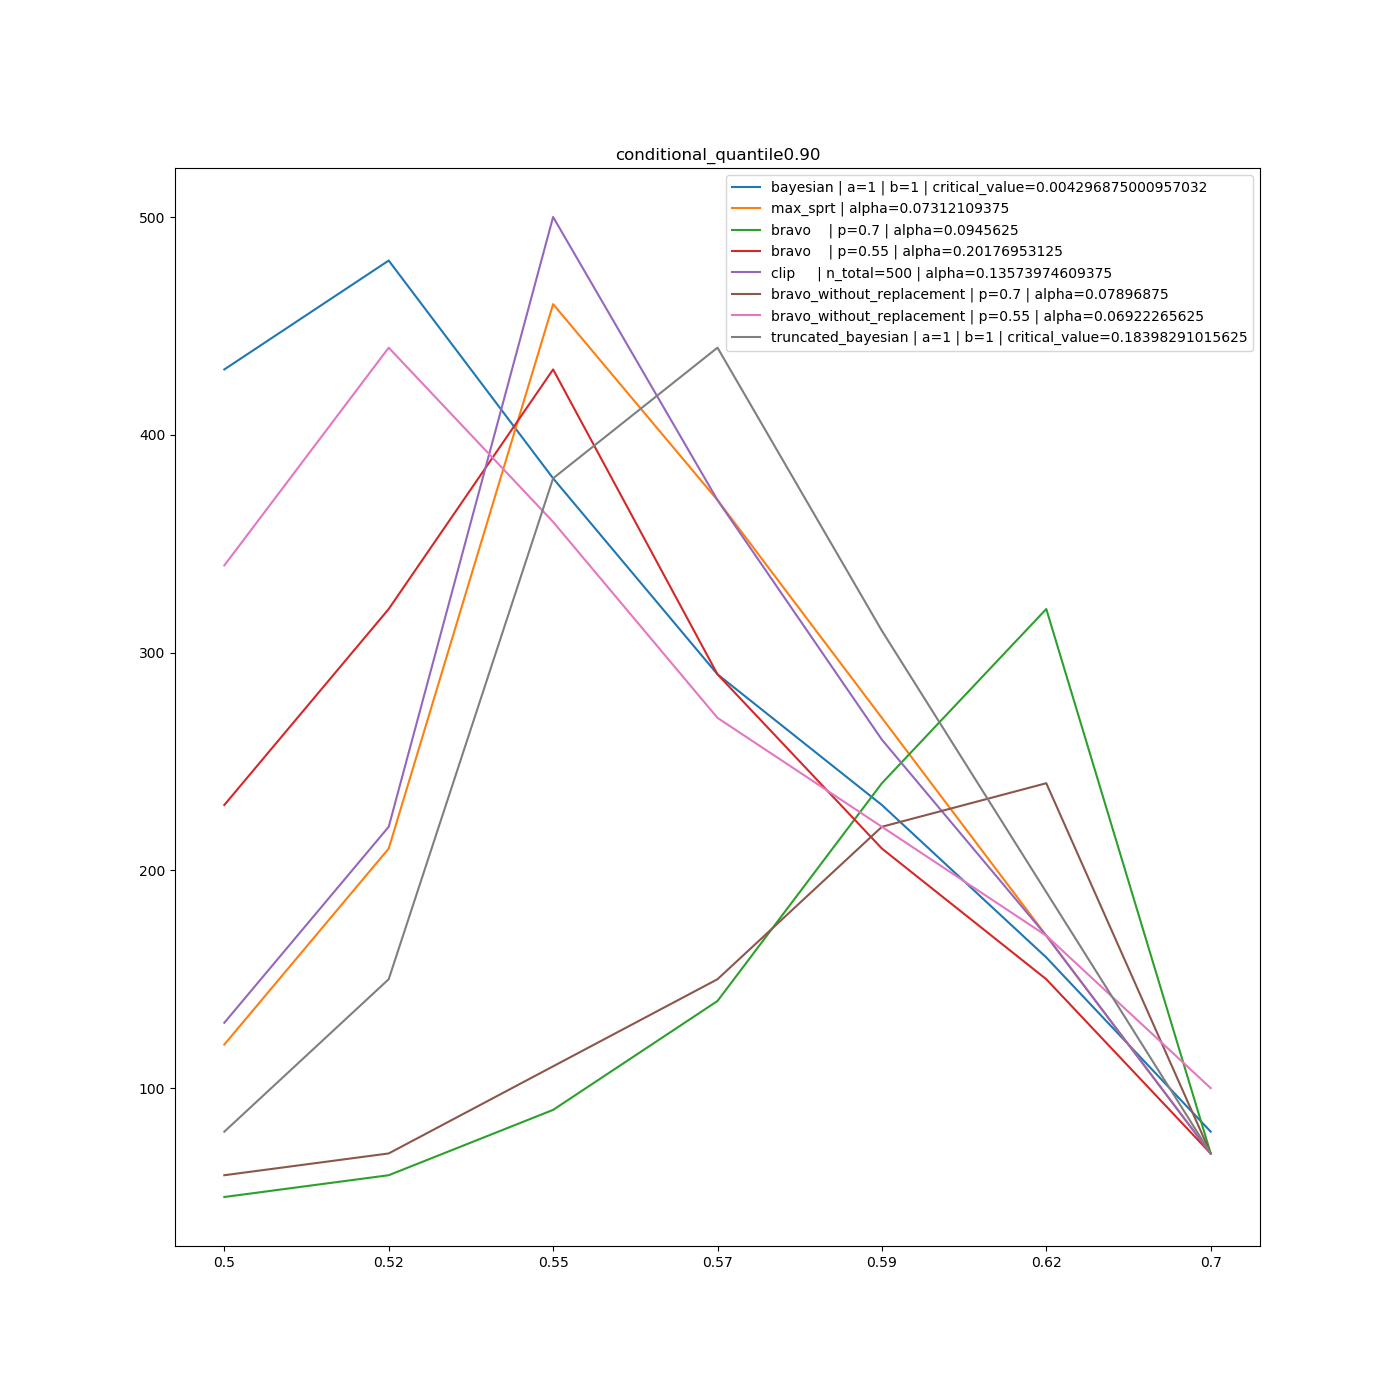 conditional_quantile0.90
bayesian | a=1 | b=1 | critical_value=0.004296875000957032
max_sprt | alpha=0.07312109375
bravo    | p=0.7 | alpha=0.0945625
bravo    | p=0.55 | alpha=0.20176953125
clip     | n_total=500 | alpha=0.13573974609375
bravo_without_replacement | p=0.7 | alpha=0.07896875
bravo_without_replacement | p=0.55 | alpha=0.06922265625
truncated_bayesian | a=1 | b=1 | critical_value=0.18398291015625
500
400
300
200
100
0.5 0.52 0.55 0.57 0.59 0.62 0.7